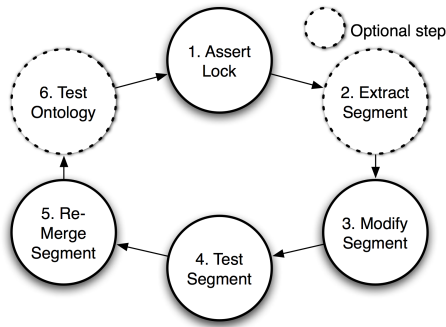 Optional step
1. Assert
Lock
2. Extract
Segment
3. Modify
Segment
4. Test
Segment
5. Re-
Merge
Segment
6. Test
Ontology